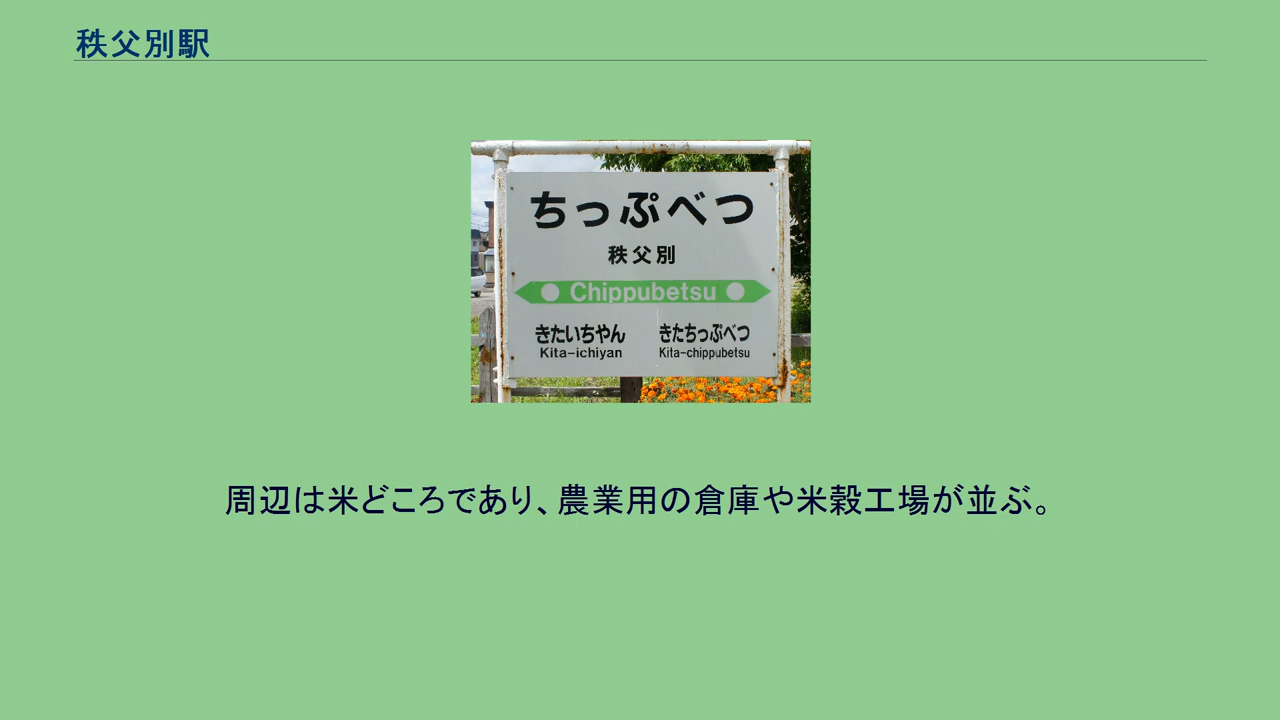 秩父別駅
ちっぷべつ
秩父別
Chippubetsu
きたいちやん きたちっぷべつ
Kita-ichiyan Kita-chippubetsu
周辺は米どころであり、農業用の倉庫や米穀工場が並ぶ。